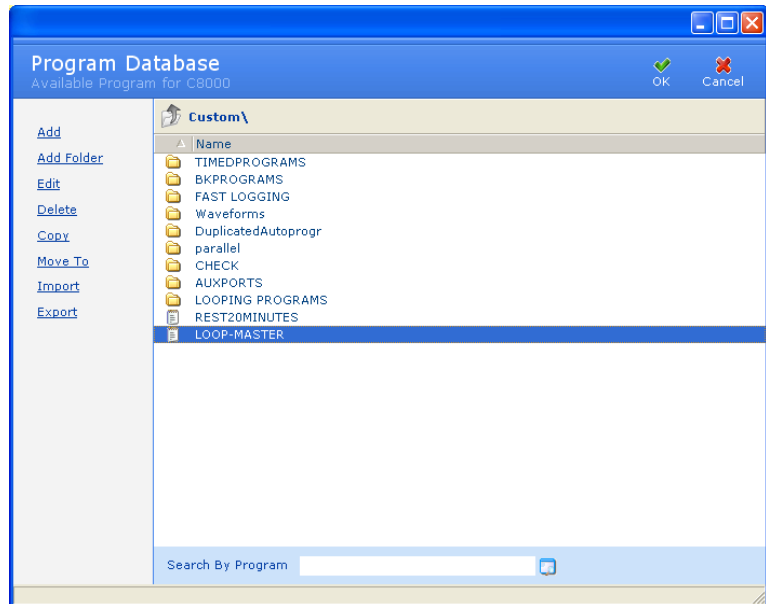 Program Database
Available Program for C8000
OK
Cancel
Add
Add Folder
Edit
Delete
Copy
Move To
Import
Export
Custom\
Name
TIMEDPROGRAMS
BKPROGRAMS
FAST LOGGING
Waveforms
DuplicatedAutoprogr
parallel
CHECK
AUXPORTS
LOOPING PROGRAMS
REST20MINUTES
LOOP-MASTER
Search By Program